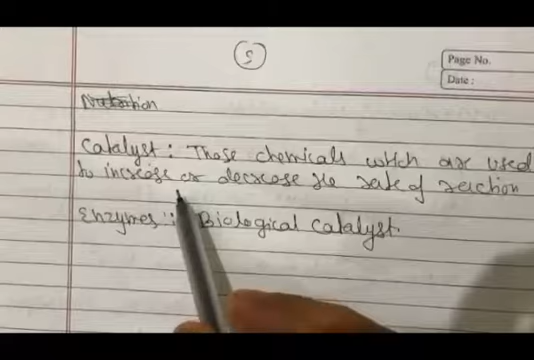 5
Page No.
Date:
Nutrition
Catalyst: Those chemicals which are used
to increase or decrease the rate of reaction
Enzymes: Biological Catalyst.